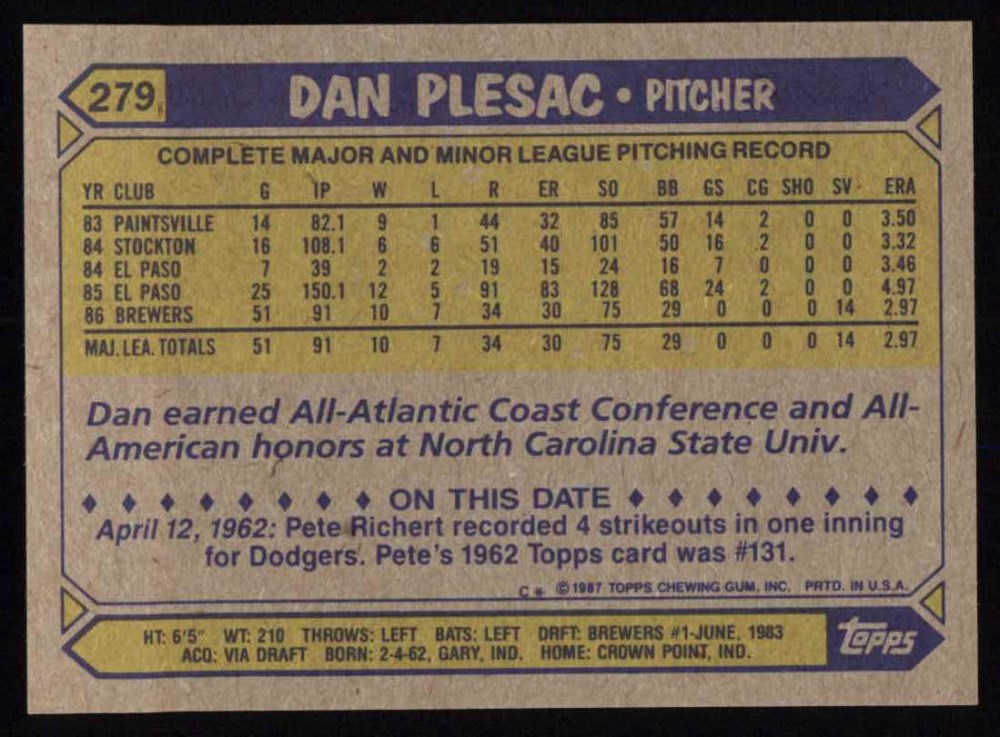 279 DAN PLESAC • PITCHER
COMPLETE MAJOR AND MINOR LEAGUE PITCHING RECORD
YR CLUB G IP W L R ER SO BB GS CG SHO SV ERA
83 PAINTSVILLE 14 82.1 9 1 44 32 85 57 14 2 0 0 3.50
84 STOCKTON 16 108.1 6 6 51 40 101 50 16 2 0 0 3.32
84 EL PASO 7 39 2 2 19 15 24 16 7 0 0 0 3.46
85 EL PASO 25 150.1 12 5 91 83 128 68 24 2 0 0 4.97
86 BREWERS 51 91 10 7 34 30 75 29 0 0 0 14 2.97
MAJ. LEA. TOTALS 51 91 10 7 34 30 75 29 0 0 0 14 2.97
Dan earned All-Atlantic Coast Conference and All-
American honors at North Carolina State Univ.
♦ ♦ ♦ ♦ ♦ ♦ ♦ ♦ ON THIS DATE ♦ ♦ ♦ ♦ ♦ ♦ ♦ ♦
April 12, 1962: Pete Richert recorded 4 strikeouts in one inning
for Dodgers. Pete's 1962 Topps card was #131.
C * © 1987 TOPPS CHEWING GUM, INC. PRTD. IN U.S.A.
HT: 6'5" WT: 210 THROWS: LEFT BATS: LEFT DRFT: BREWERS #1-JUNE, 1983
ACQ: VIA DRAFT BORN: 2-4-62, GARY, IND. HOME: CROWN POINT, IND.
topps